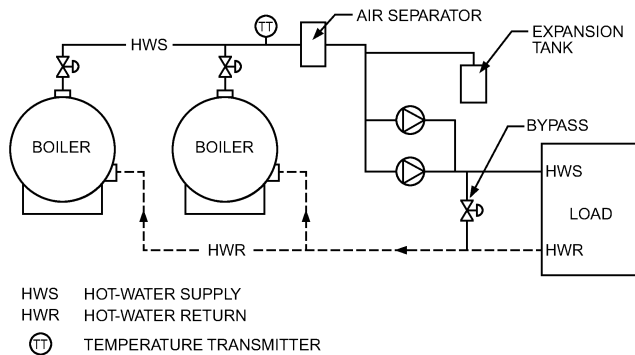 TT
AIR SEPARATOR
HWS
EXPANSION
TANK
BYPASS
BOILER
BOILER
HWS
LOAD
HWR
HWR
HWS HOT-WATER SUPPLY
HWR HOT-WATER RETURN
TT TEMPERATURE TRANSMITTER